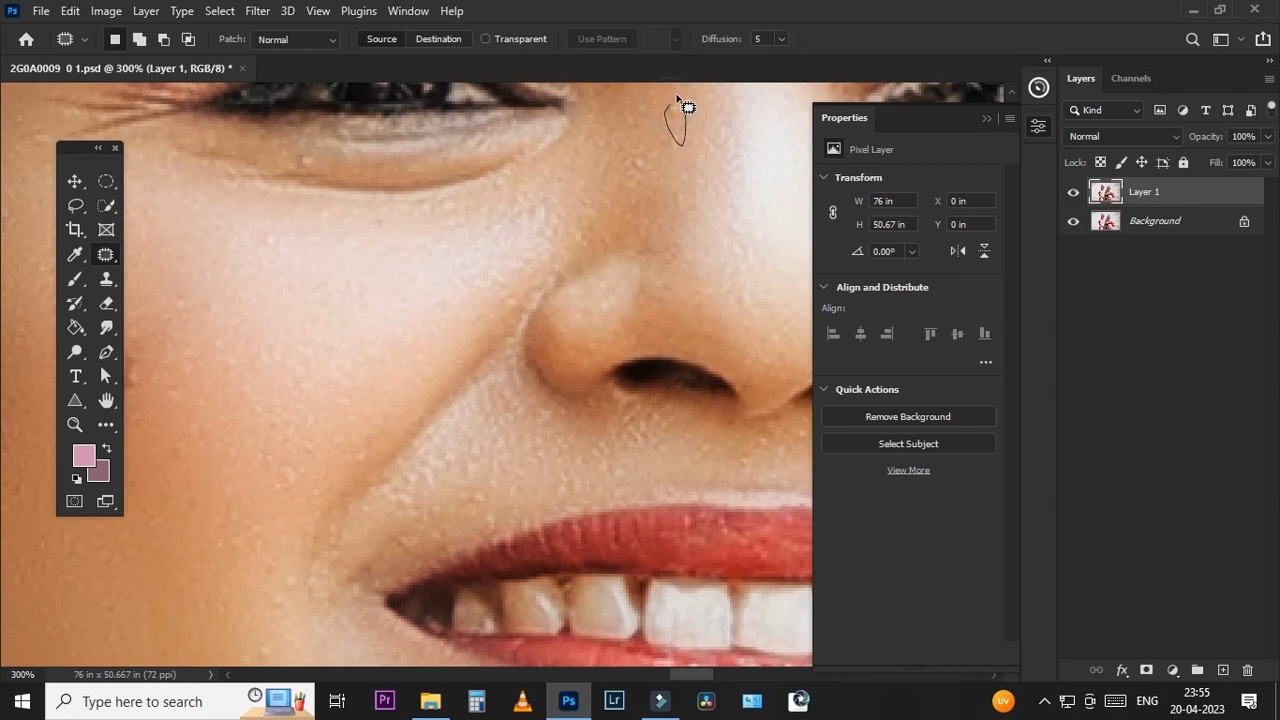 Ps File Edit Image Layer Type Select Filter 3D View Plugins Window Help
Patch: Normal Source Destination Transparent Use Pattern Diffusion: 5
2G0A0009 0 1.psd @ 300% (Layer 1, RGB/8) *
Layers Channels
Kind
Normal Opacity: 100%
Lock: Fill: 100%
Layer 1
Background
Properties
Pixel Layer
Transform
W 76 in X 0 in
H 50.67 in Y 0 in
0.00°
Align and Distribute
Align:
Quick Actions
Remove Background
Select Subject
View More
300% 76 in x 50.667 in (72 ppi)
Type here to search
Pr
Ps
Lr
UV
ENG
23:55
20-04-2023